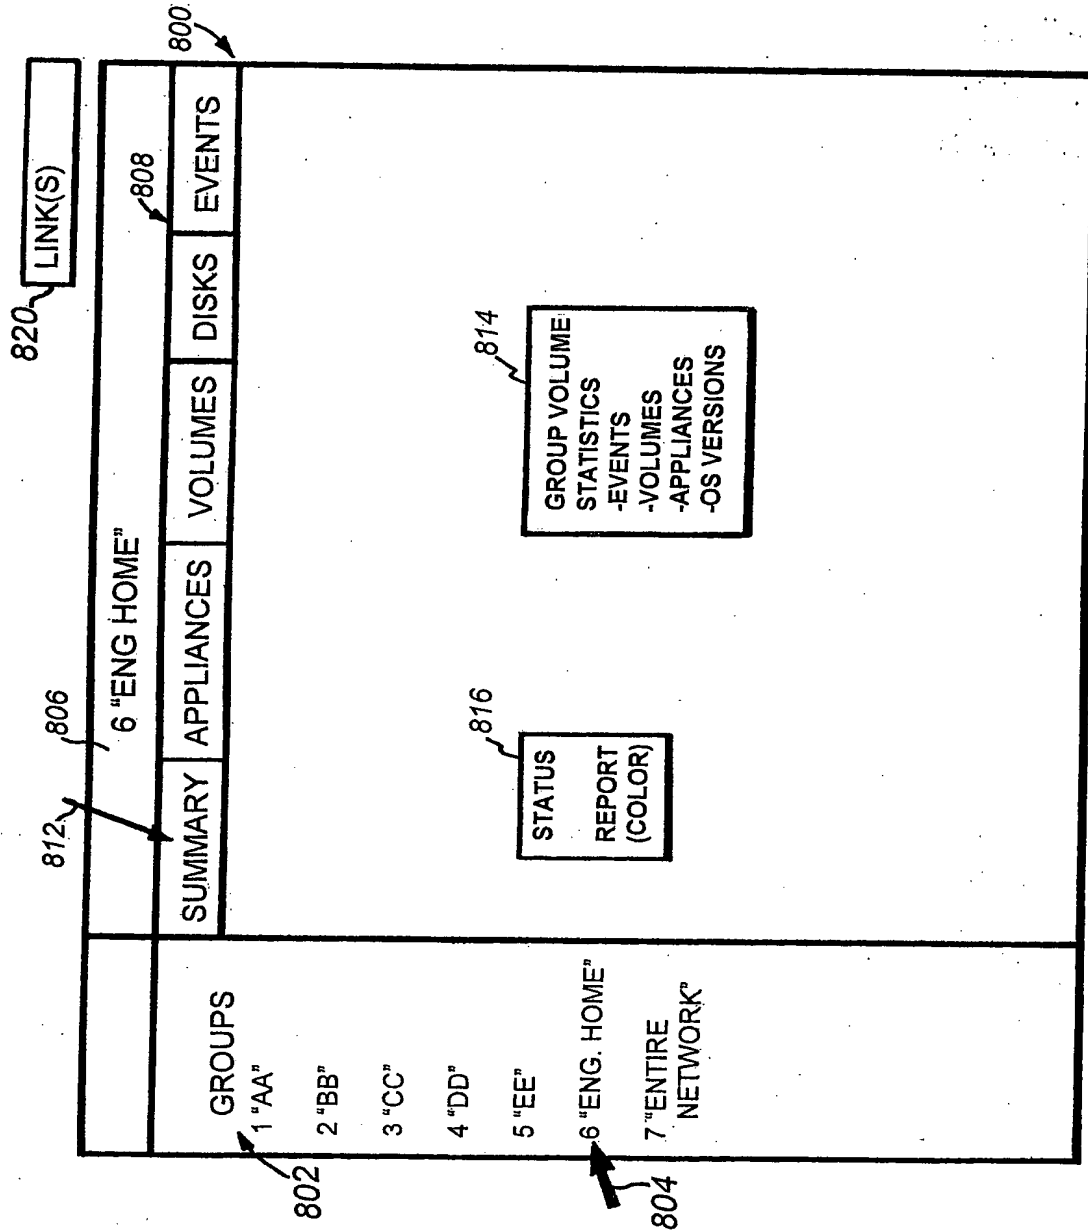 820
LINK(S)
812
806
808
800
6 "ENG HOME"
SUMMARY
APPLIANCES
VOLUMES
DISKS
EVENTS
802
GROUPS
1 "AA"
2 "BB"
3 "CC"
4 "DD"
5 "EE"
6 "ENG. HOME"
7 "ENTIRE
NETWORK"
804
816
STATUS
REPORT
(COLOR)
814
GROUP VOLUME
STATISTICS
-EVENTS
-VOLUMES
-APPLIANCES
-OS VERSIONS